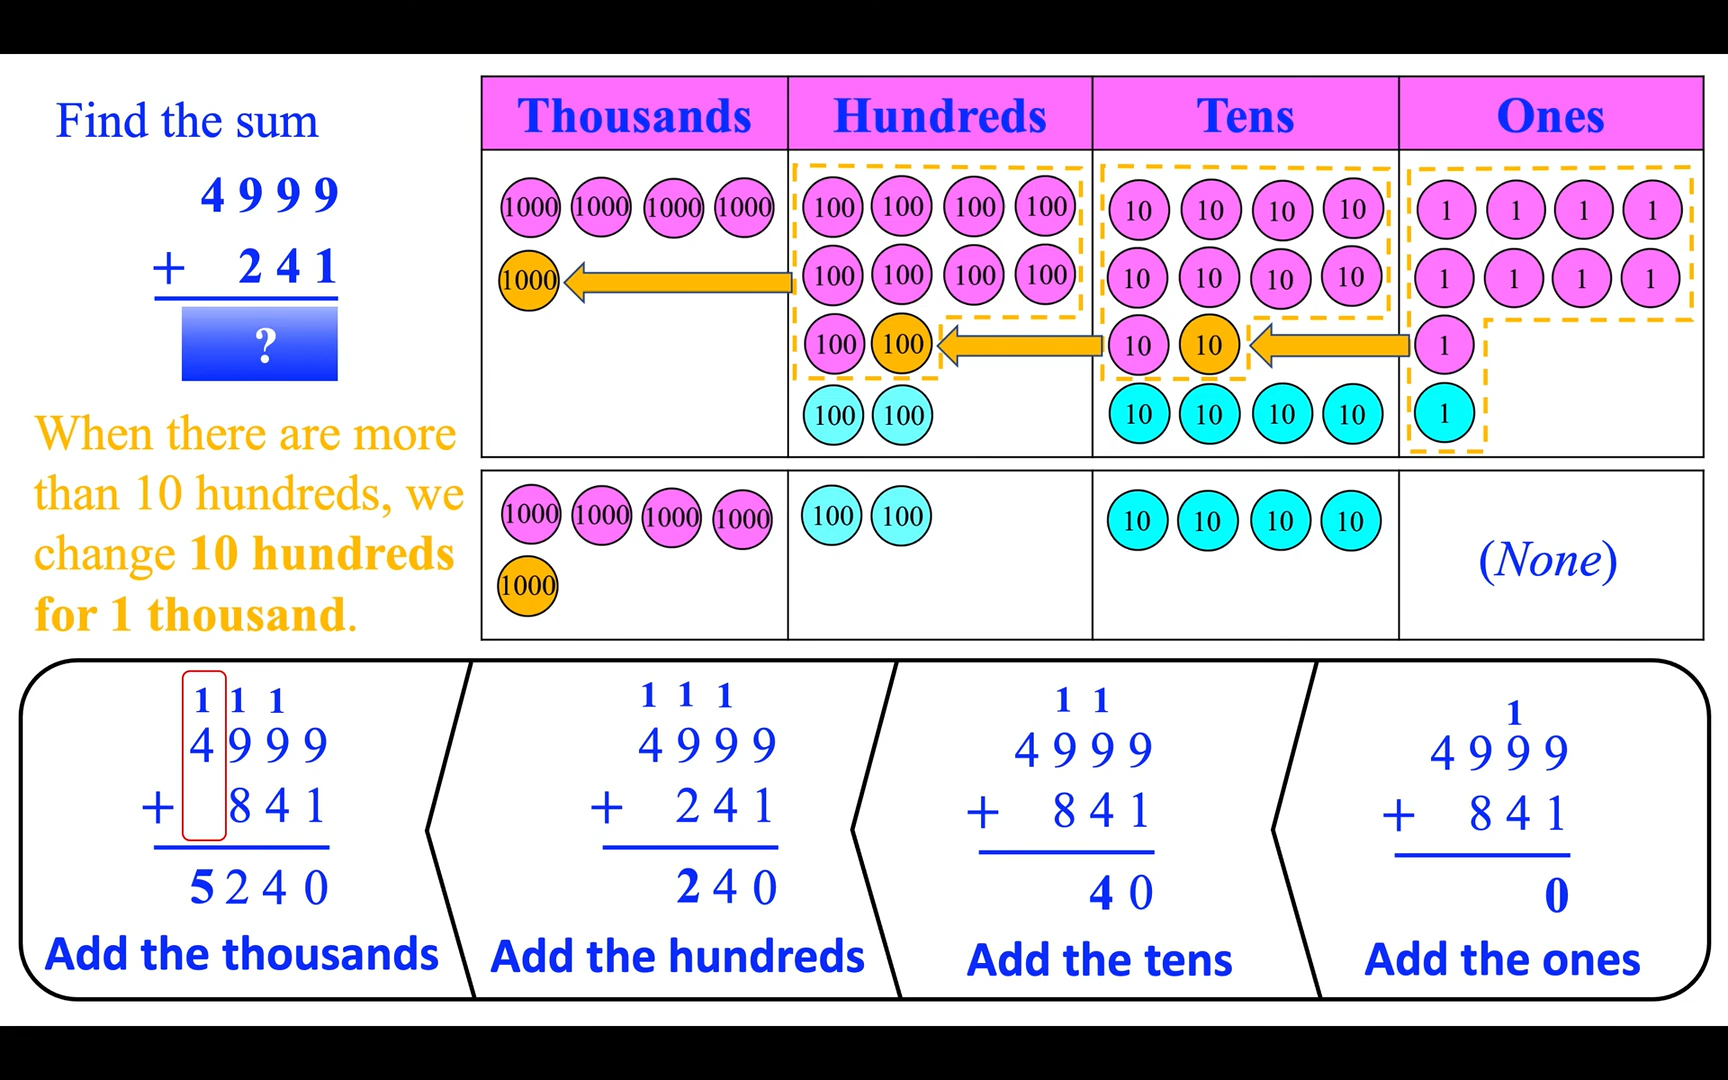 Find the sum
4 9 9 9
+ 2 4 1
?
When there are more
than 10 hundreds, we
change 10 hundreds
for 1 thousand.
Thousands Hundreds Tens Ones
1000 1000 1000 1000 100 100 100 100 10 10 10 10 1 1 1 1
1000 100 100 100 100 10 10 10 10 1 1 1 1
100 100 10 10 1
100 100 10 10 10 10 1
1000 1000 1000 1000 100 100 10 10 10 10
1000
(None)
1 1 1
4 9 9 9
+ 8 4 1
5 2 4 0
Add the thousands
1 1 1
4 9 9 9
+ 2 4 1
2 4 0
Add the hundreds
1 1
4 9 9 9
+ 8 4 1
4 0
Add the tens
1
4 9 9 9
+ 8 4 1
0
Add the ones